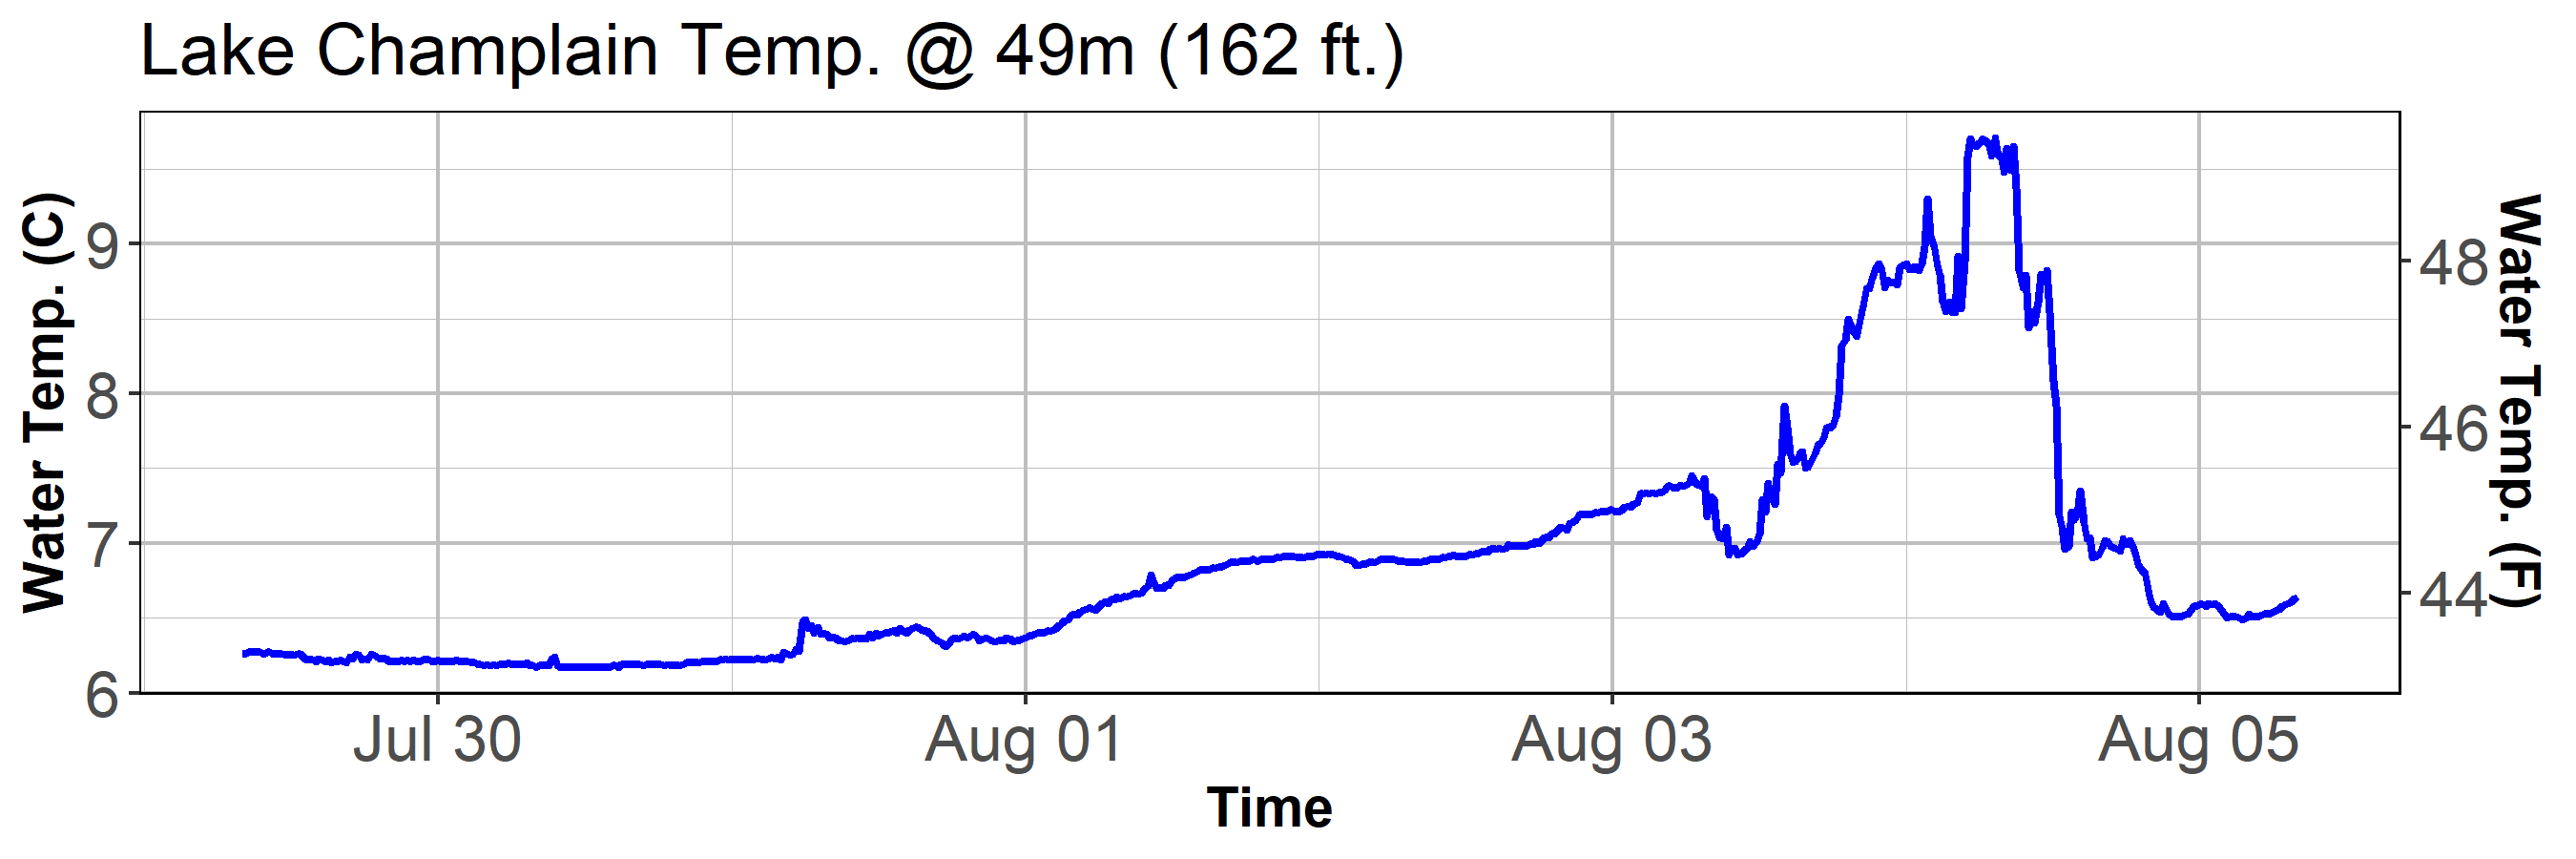 Lake Champlain Temp. @ 49m (162 ft.)
Water Temp. (C)
9
8
7
6
48
46
44
Water Temp. (F)
Jul 30
Aug 01
Aug 03
Aug 05
Time